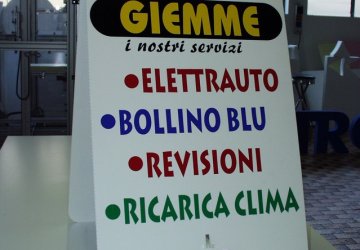 GIEMME
i nostri servizi
•ELETTRAUTO
•BOLLINO BLU
•REVISIONI
•RICARICA CLIMA